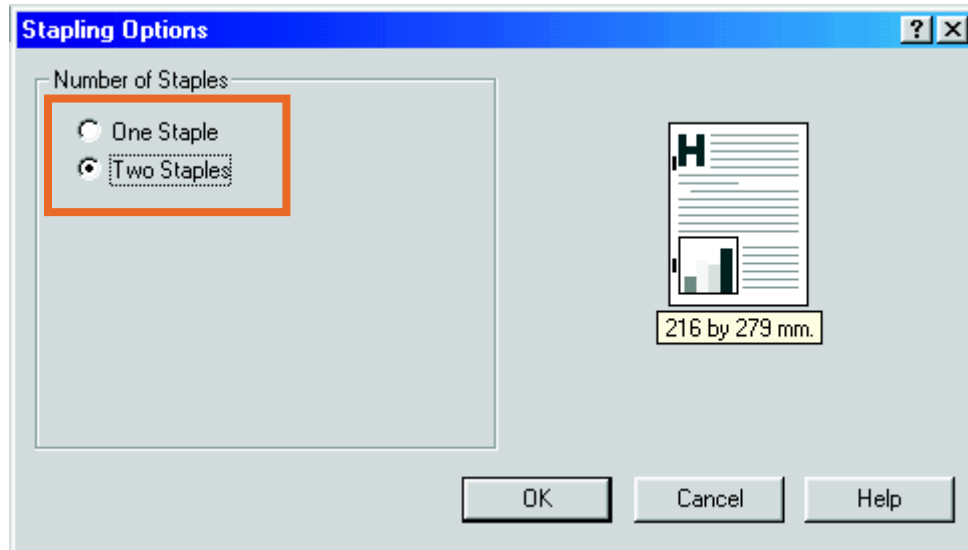 Stapling Options
Number of Staples
One Staple
Two Staples
H
216 by 279 mm.
OK Cancel Help